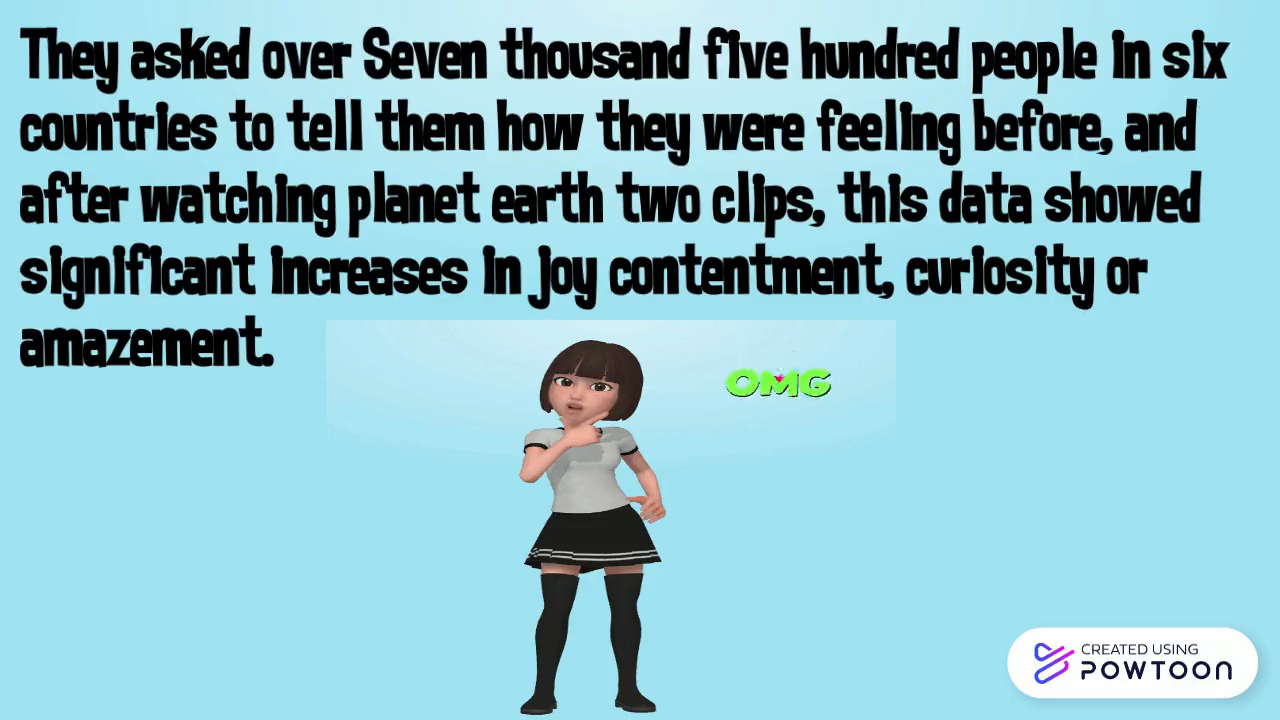 They asked over Seven thousand five hundred people in six
countries to tell them how they were feeling before, and
after watching planet earth two clips, this data showed
significant increases in joy contentment, curiosity or
amazement.
OMG
CREATED USING
POWTOON